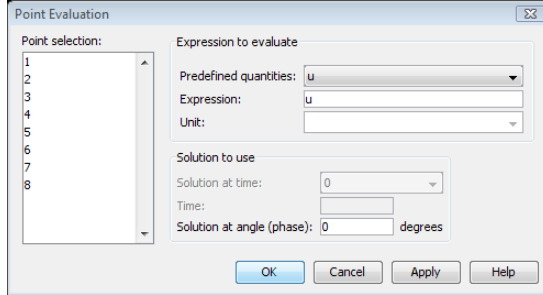 Point Evaluation
Point selection:
1
2
3
4
5
6
7
8
Expression to evaluate
Predefined quantities: u
Expression: u
Unit:
Solution to use
Solution at time: 0
Time:
Solution at angle (phase): 0 degrees
OK Cancel Apply Help